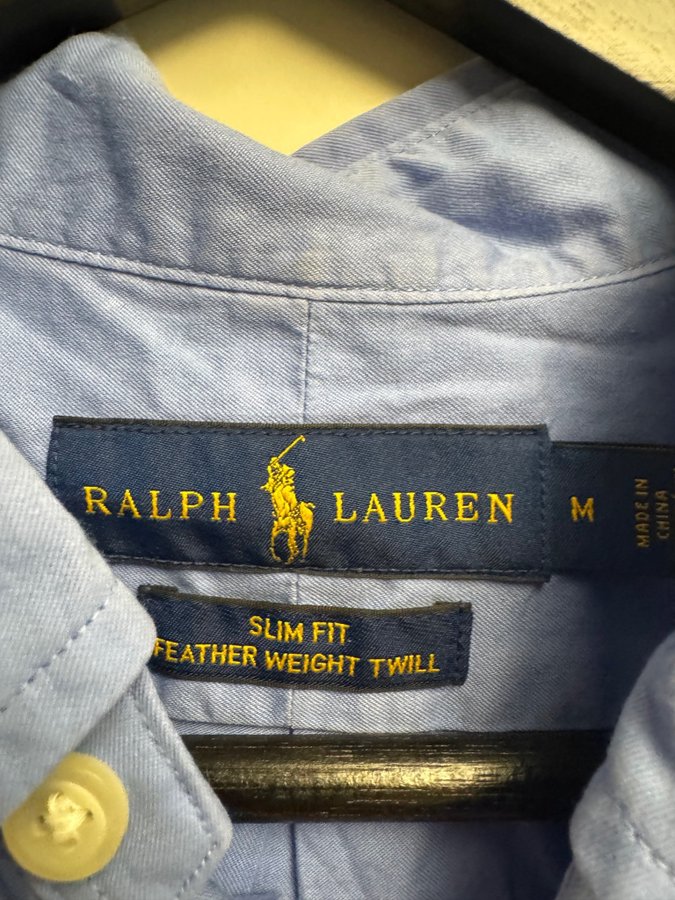 RALPH LAUREN
M
MADE IN
CHINA
SLIM FIT
FEATHER WEIGHT TWILL